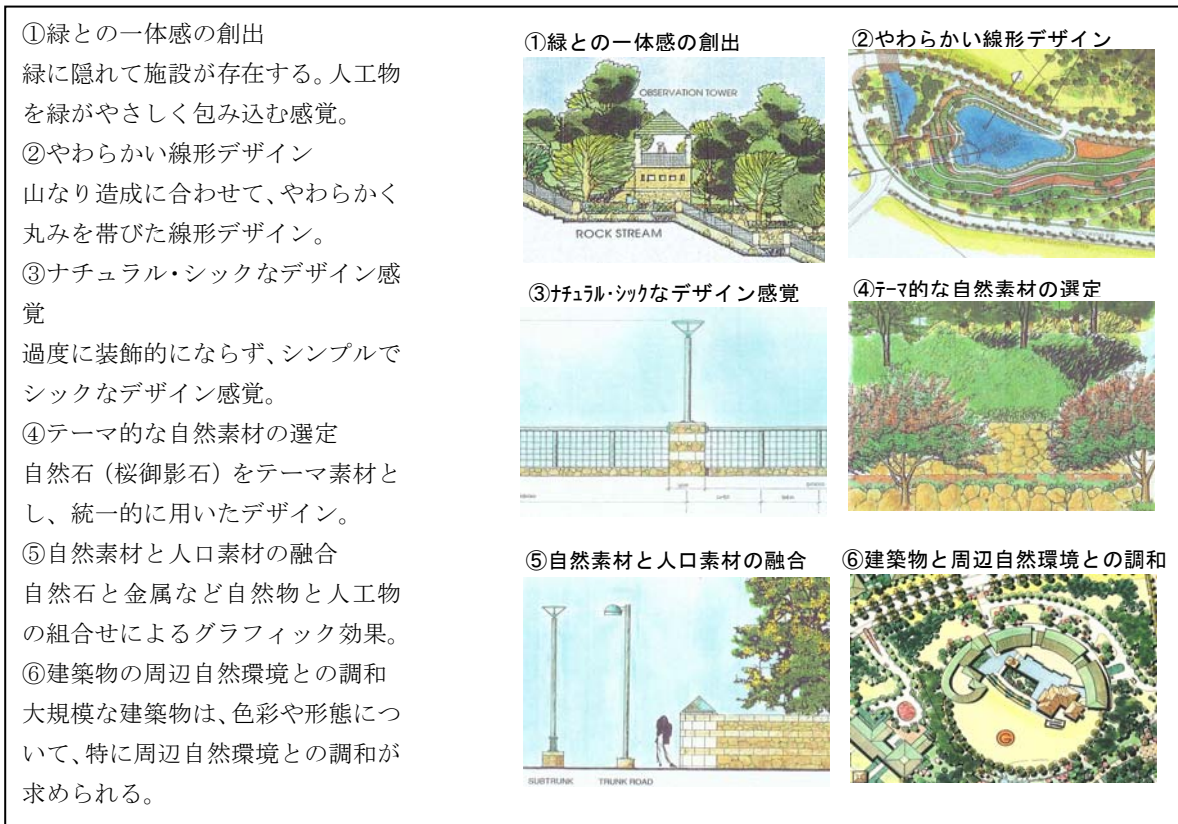 ①緑との一体感の創出
緑に隠れて施設が存在する。人工物
を緑がやさしく包み込む感覚。
②やわらかい線形デザイン
山なり造成に合わせて、やわらかく
丸みを帯びた線形デザイン。
③ナチュラル・シックなデザイン感
覚
過度に装飾的にならず、シンプルで
シックなデザイン感覚。
④テーマ的な自然素材の選定
自然石（桜御影石）をテーマ素材と
し、統一的に用いたデザイン。
⑤自然素材と人口素材の融合
自然石と金属など自然物と人工物
の組合せによるグラフィック効果。
⑥建築物の周辺自然環境との調和
大規模な建築物は、色彩や形態につ
いて、特に周辺自然環境との調和が
求められる。
①緑との一体感の創出
OBSERVATION TOWER
ROCK STREAM
②やわらかい線形デザイン
③ﾅﾁｭﾗﾙ･ｼｯｸなデザイン感覚
④ﾃｰﾏ的な自然素材の選定
⑤自然素材と人口素材の融合
SUBTRUNK
TRUNK ROAD
⑥建築物と周辺自然環境との調和